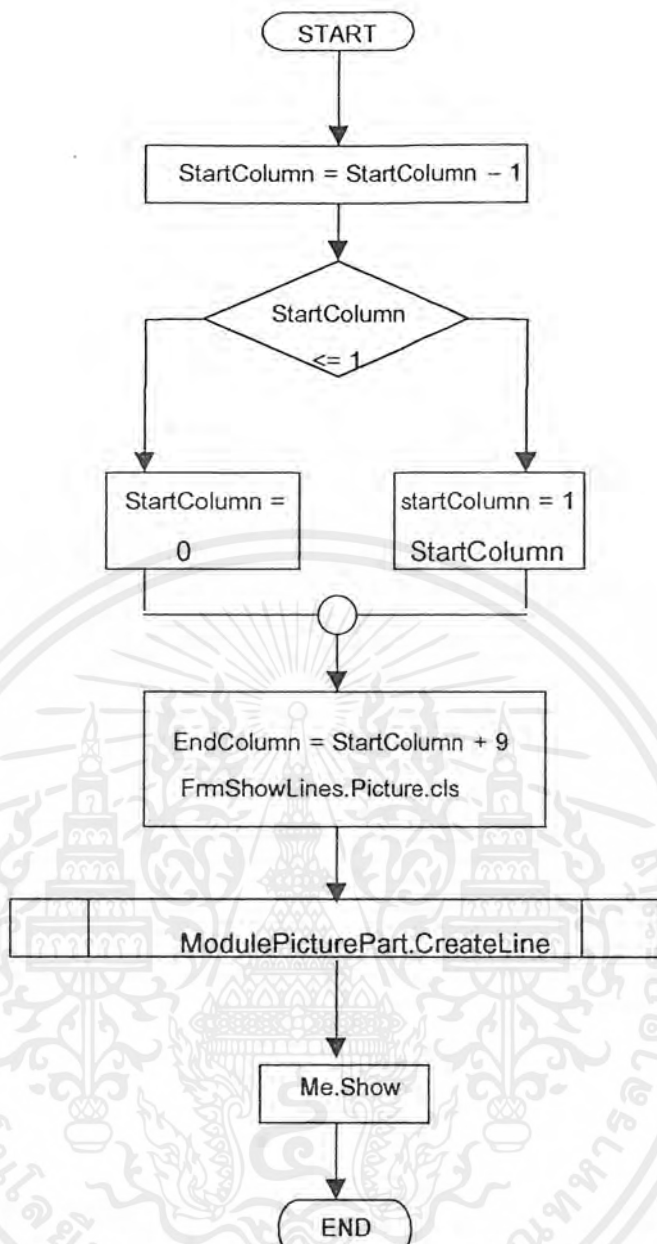 START
StartColumn = StartColumn – 1
StartColumn
<= 1
StartColumn =
0
startColumn = 1
StartColumn
EndColumn = StartColumn + 9
FrmShowLines.Picture.cls
ModulePicturePart.CreateLine
Me.Show
END